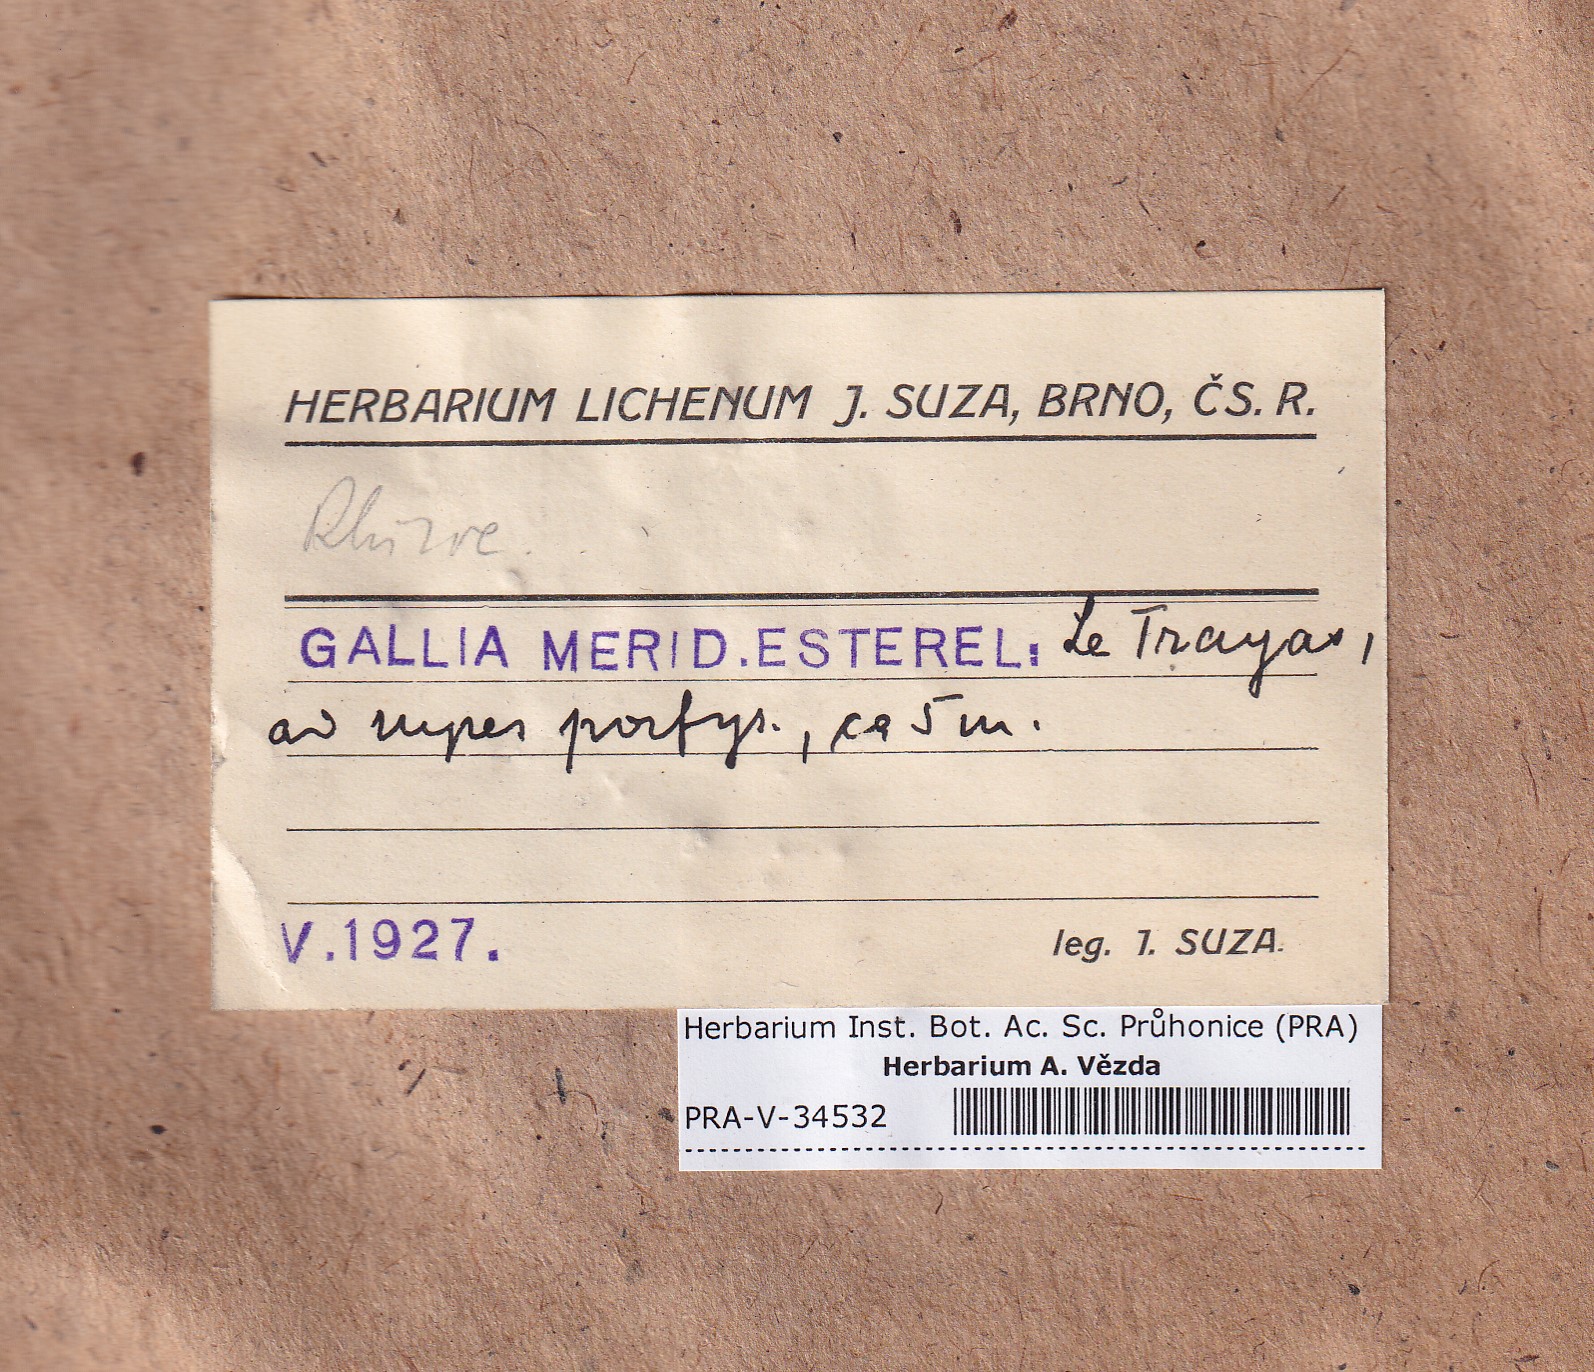 HERBARIUM LICHENUM J. SUZA, BRNO, ČS. R.
GALLIA MERID. ESTEREL: Le Trayas,
ad rupes porfyr., ca 5 m.
V.1927.
leg. J. SUZA.
Herbarium Inst. Bot. Ac. Sc. Průhonice (PRA)
Herbarium A. Vězda
PRA-V-34532